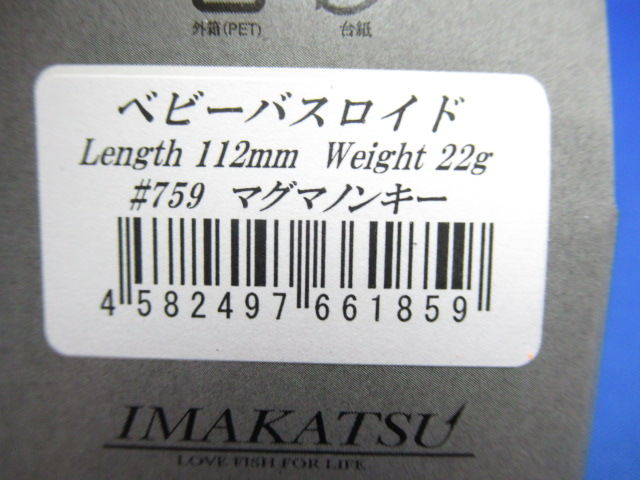 外箱(PET) 台紙
ベビーバスロイド
Length 112mm Weight 22g
#759 マグマノンキー
4 582497 661859
IMAKATSU
LOVE FISH FOR LIFE